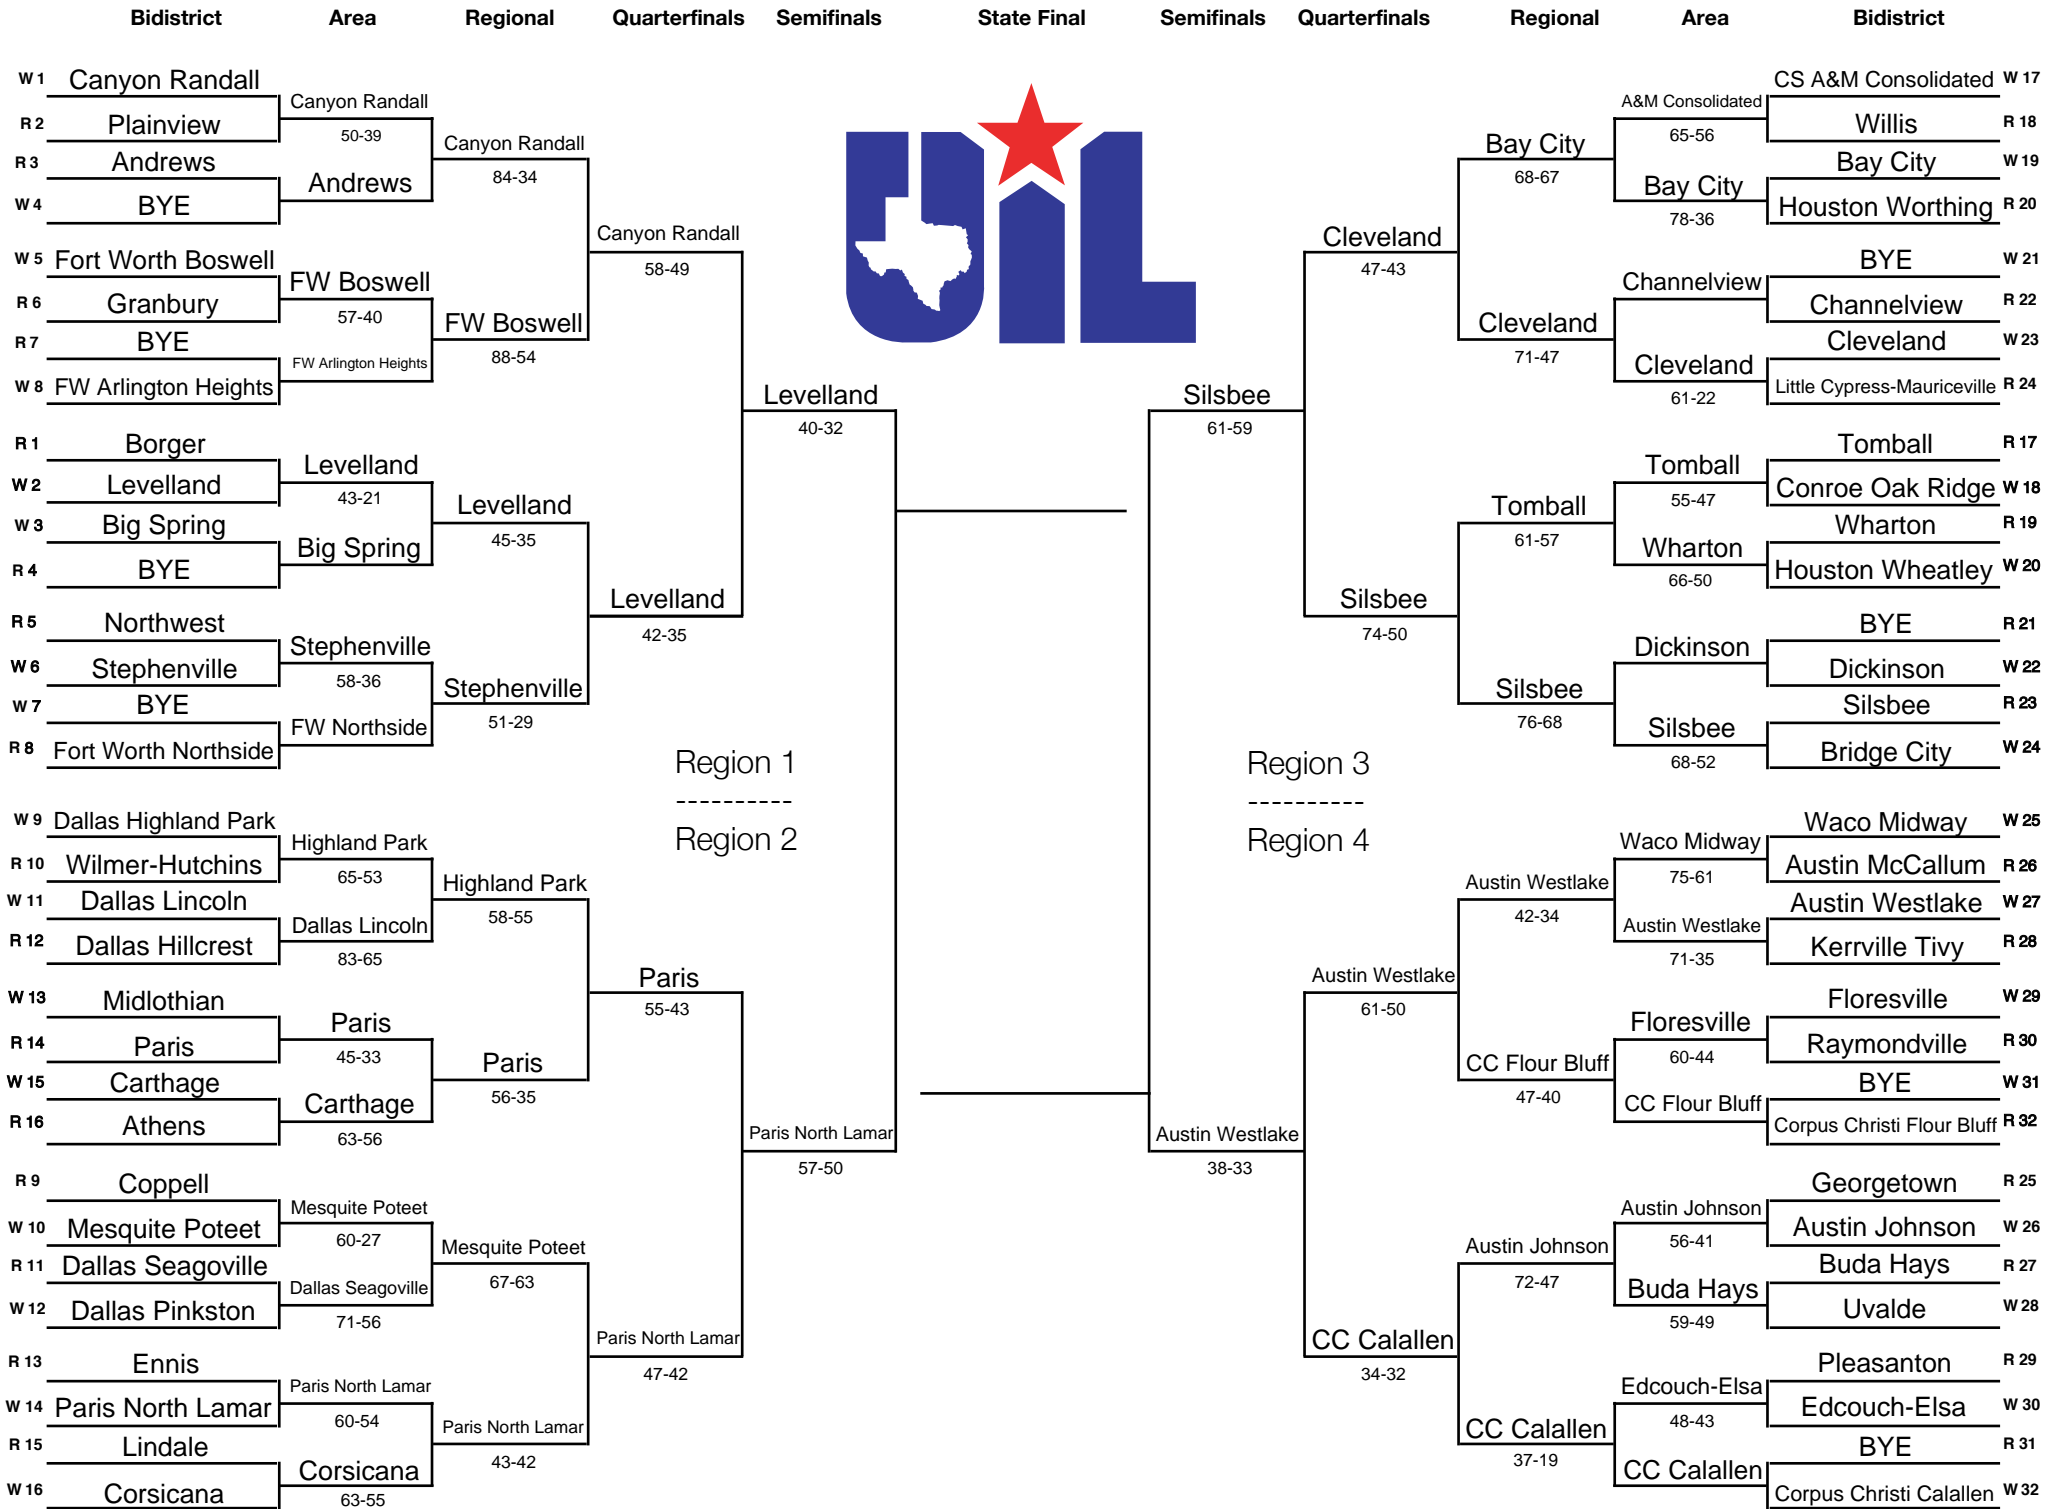 Bidistrict Area Regional Quarterfinals Semifinals State Final Semifinals Quarterfinals Regional Area Bidistrict
W 1 Canyon Randall
R 2 Plainview
R 3 Andrews
W 4 BYE
W 5 Fort Worth Boswell
R 6 Granbury
R 7 BYE
W 8 FW Arlington Heights
R 1 Borger
W 2 Levelland
W 3 Big Spring
R 4 BYE
R 5 Northwest
W 6 Stephenville
W 7 BYE
R 8 Fort Worth Northside
W 9 Dallas Highland Park
R 10 Wilmer-Hutchins
W 11 Dallas Lincoln
R 12 Dallas Hillcrest
W 13 Midlothian
R 14 Paris
W 15 Carthage
R 16 Athens
R 9 Coppell
W 10 Mesquite Poteet
R 11 Dallas Seagoville
W 12 Dallas Pinkston
R 13 Ennis
W 14 Paris North Lamar
R 15 Lindale
W 16 Corsicana
Canyon Randall
50-39
Andrews
FW Boswell
57-40
FW Arlington Heights
Levelland
43-21
Big Spring
Stephenville
58-36
FW Northside
Highland Park
65-53
Dallas Lincoln
83-65
Paris
45-33
Carthage
63-56
Mesquite Poteet
60-27
Dallas Seagoville
71-56
Paris North Lamar
60-54
Corsicana
63-55
Canyon Randall
84-34
FW Boswell
88-54
Levelland
45-35
Stephenville
51-29
Highland Park
58-55
Paris
56-35
Mesquite Poteet
67-63
Paris North Lamar
43-42
Canyon Randall
58-49
Levelland
42-35
Paris
55-43
Paris North Lamar
47-42
Region 1
----------
Region 2
Levelland
40-32
Paris North Lamar
57-50
UIL
Silsbee
61-59
Austin Westlake
38-33
Region 3
----------
Region 4
Cleveland
47-43
Silsbee
74-50
Austin Westlake
61-50
CC Calallen
34-32
Bay City
68-67
Cleveland
71-47
Tomball
61-57
Silsbee
76-68
Austin Westlake
42-34
CC Flour Bluff
47-40
Austin Johnson
72-47
CC Calallen
37-19
A&M Consolidated
65-56
Bay City
78-36
Channelview
Cleveland
61-22
Tomball
55-47
Wharton
66-50
Dickinson
Silsbee
68-52
Waco Midway
75-61
Austin Westlake
71-35
Floresville
60-44
CC Flour Bluff
Austin Johnson
56-41
Buda Hays
59-49
Edcouch-Elsa
48-43
CC Calallen
CS A&M Consolidated W 17
Willis R 18
Bay City W 19
Houston Worthing R 20
BYE W 21
Channelview R 22
Cleveland W 23
Little Cypress-Mauriceville R 24
Tomball R 17
Conroe Oak Ridge W 18
Wharton R 19
Houston Wheatley W 20
BYE R 21
Dickinson W 22
Silsbee R 23
Bridge City W 24
Waco Midway W 25
Austin McCallum R 26
Austin Westlake W 27
Kerrville Tivy R 28
Floresville W 29
Raymondville R 30
BYE W 31
Corpus Christi Flour Bluff R 32
Georgetown R 25
Austin Johnson W 26
Buda Hays R 27
Uvalde W 28
Pleasanton R 29
Edcouch-Elsa W 30
BYE R 31
Corpus Christi Calallen W 32